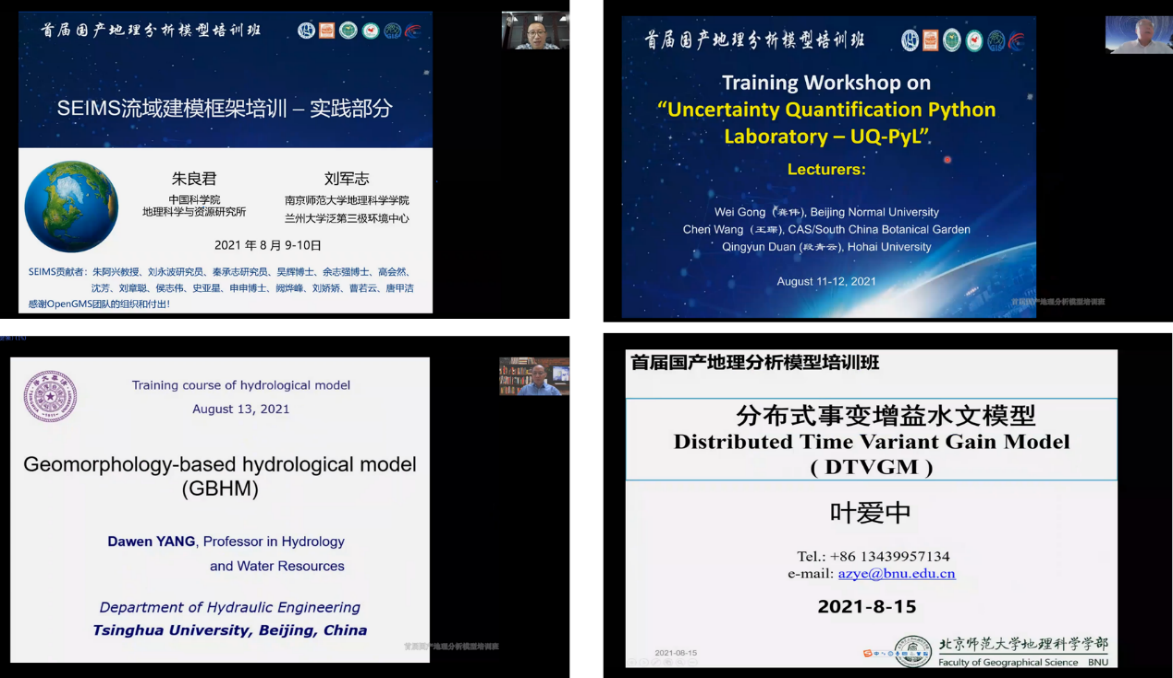 首届国产地理分析模型培训班
SEIMS流域建模框架培训 – 实践部分
朱良君
中国科学院
地理科学与资源研究所
刘军志
南京师范大学地理科学学院
兰州大学泛第三极环境中心
2021 年 8 月 9-10日
SEIMS贡献者：朱阿兴教授、刘永波研究员、秦承志研究员、吴辉博士、余志强博士、高会然、
沈芳、刘章聪、侯志伟、史亚星、申申博士、阙烨峰、刘娇娇、曹若云、唐甲洁
感谢OpenGMS团队的组织和付出！
首届国产地理分析模型培训班
Training Workshop on
“Uncertainty Quantification Python
Laboratory – UQ-PyL”
Lecturers:
Wei Gong (龚伟), Beijing Normal University
Chen Wang (王琛), CAS/South China Botanical Garden
Qingyun Duan (段青云), Hohai University
August 11-12, 2021
首届国产地理分析模型培训班
Training course of hydrological model
August 13, 2021
Geomorphology-based hydrological model
(GBHM)
Dawen YANG, Professor in Hydrology
and Water Resources
Department of Hydraulic Engineering
Tsinghua University, Beijing, China
首届国产地理分析模型培训班
首届国产地理分析模型培训班
分布式事变增益水文模型
Distributed Time Variant Gain Model
( DTVGM )
叶爱中
Tel.: +86 13439957134
e-mail: azye@bnu.edu.cn
2021-8-15
2021-08-15
北京师范大学地理科学学部
Faculty of Geographical Science BNU